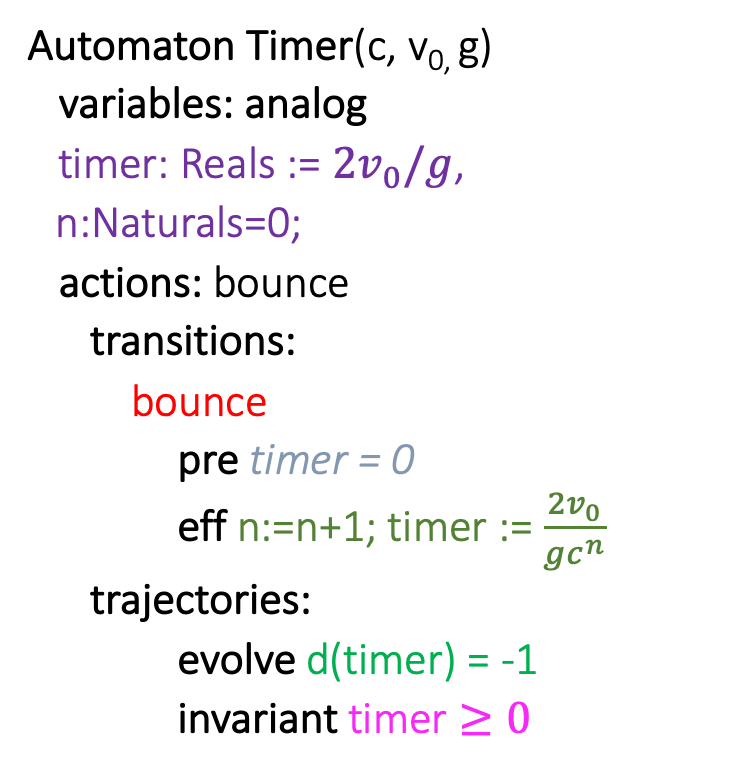 Automaton Timer(c, v₀, g)
variables: analog
timer: Reals := 2v₀/g,
n:Naturals=0;
actions: bounce
transitions:
bounce
pre timer = 0
eff n:=n+1; timer := 2v₀/gcⁿ
trajectories:
evolve d(timer) = -1
invariant timer ≥ 0